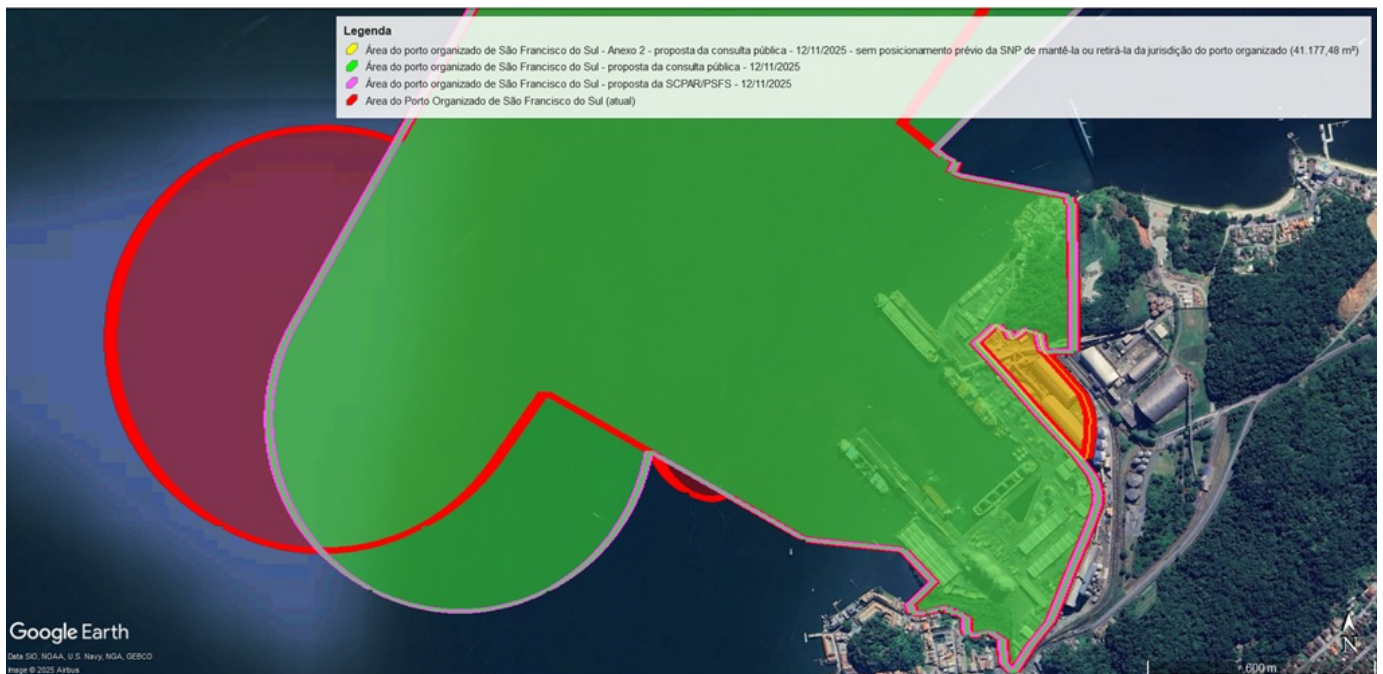 Legenda
Área do porto organizado de São Francisco do Sul - Anexo 2 - proposta da consulta pública - 12/11/2025 - sem posicionamento prévio da SNP de mantê-la ou retirá-la da jurisdição do porto organizado (41.177,48 m²)
Área do porto organizado de São Francisco do Sul - proposta da consulta pública - 12/11/2025
Área do porto organizado de São Francisco do Sul - proposta da SCPAR/PSFS - 12/11/2025
Area do Porto Organizado de São Francisco do Sul (atual)
Google Earth
Data SIO, NOAA, U.S. Navy, NGA, GEBCO
Image © 2025 Airbus
N
600 m